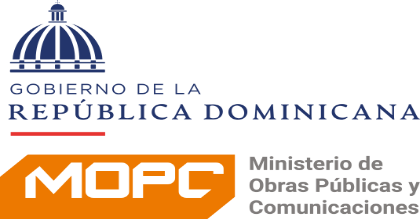 GOBIERNO DE LA
REPÚBLICA DOMINICANA
MOPC
Ministerio de
Obras Públicas y
Comunicaciones